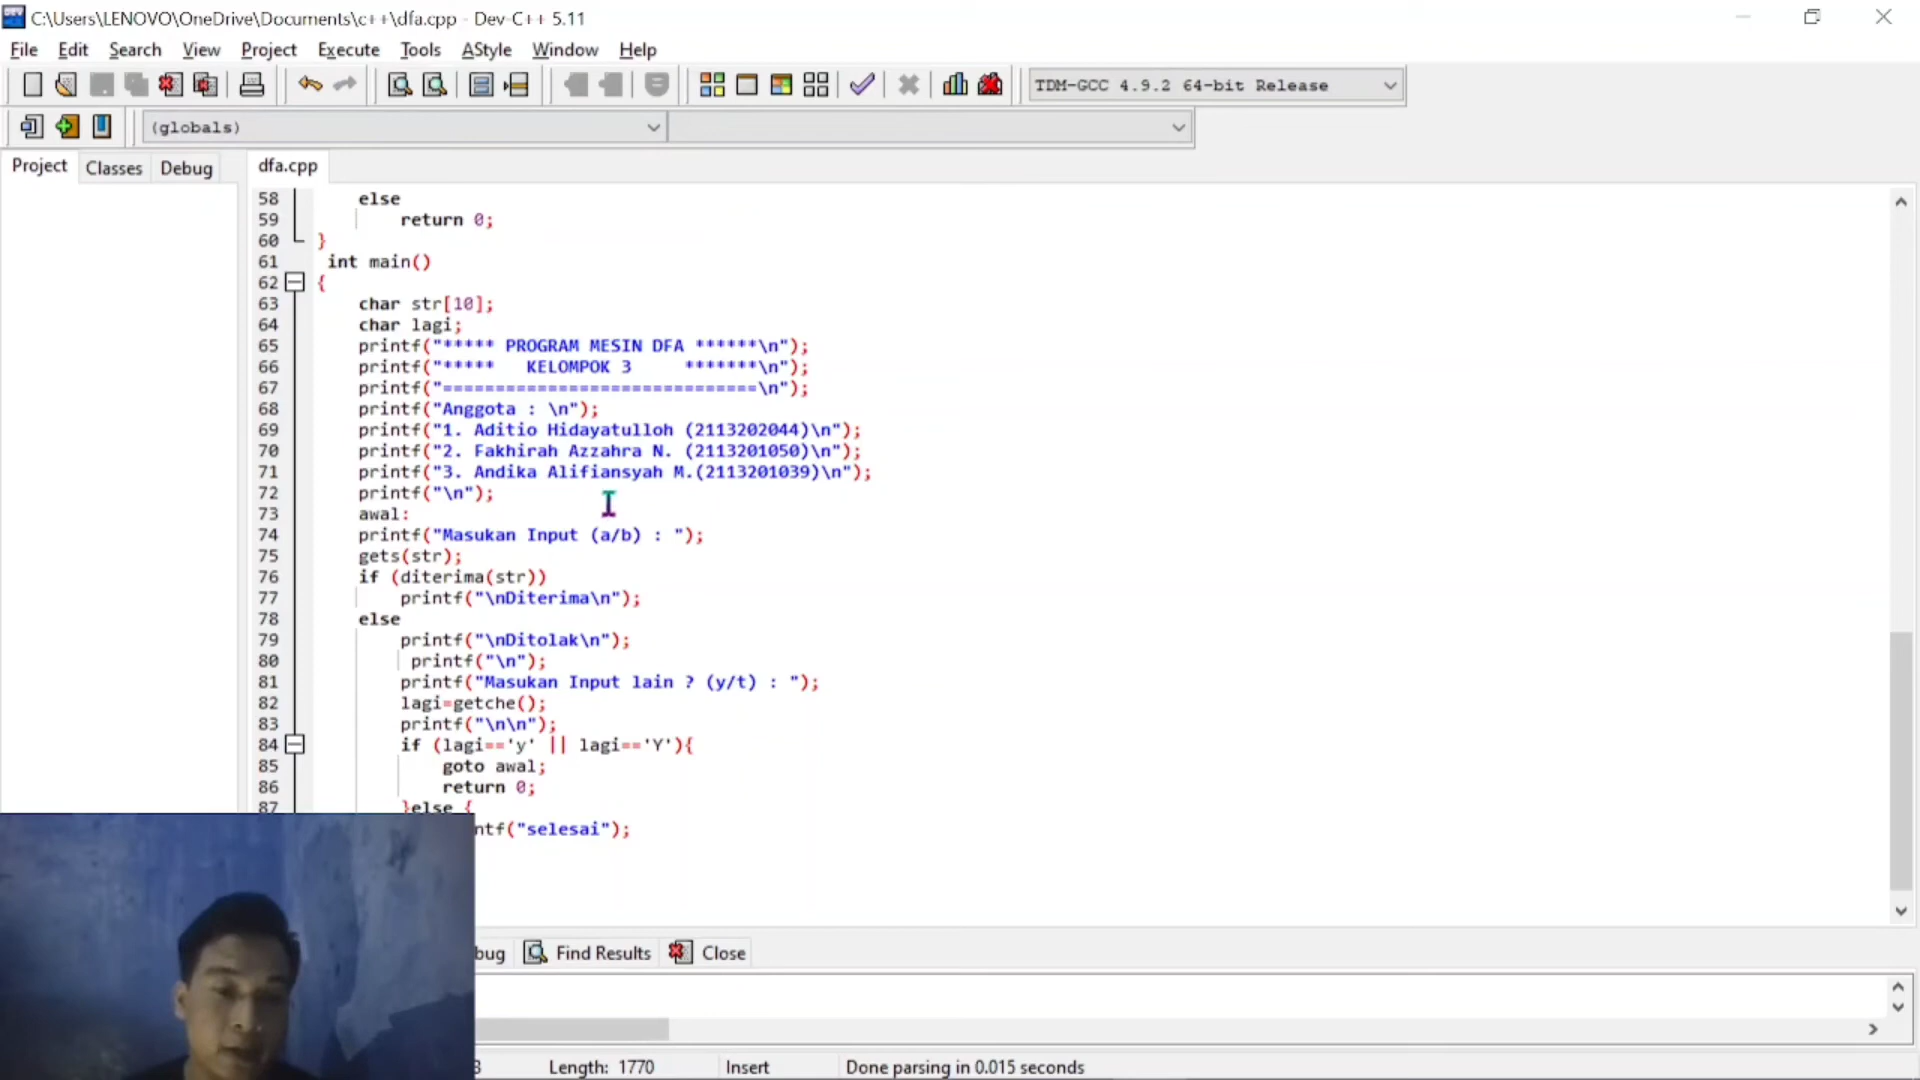 C:\Users\LENOVO\OneDrive\Documents\c++\dfa.cpp - Dev-C++ 5.11
File Edit Search View Project Execute Tools AStyle Window Help
TDM-GCC 4.9.2 64-bit Release
(globals)
Project Classes Debug dfa.cpp
58 else
59 return 0;
60 }
61 int main()
62 {
63 char str[10];
64 char lagi;
65 printf("***** PROGRAM MESIN DFA ******\n");
66 printf("***** KELOMPOK 3 *******\n");
67 printf("==============================\n");
68 printf("Anggota : \n");
69 printf("1. Aditio Hidayatulloh (2113202044)\n");
70 printf("2. Fakhirah Azzahra N. (2113201050)\n");
71 printf("3. Andika Alifiansyah M.(2113201039)\n");
72 printf("\n");
73 awal:
74 printf("Masukan Input (a/b) : ");
75 gets(str);
76 if (diterima(str))
77 printf("\nDiterima\n");
78 else
79 printf("\nDitolak\n");
80 printf("\n");
81 printf("Masukan Input lain ? (y/t) : ");
82 lagi=getche();
83 printf("\n\n");
84 if (lagi=='y' || lagi=='Y'){
85 goto awal;
86 return 0;
87 }else {
ntf("selesai");
bug Find Results Close
Length: 1770 Insert Done parsing in 0.015 seconds